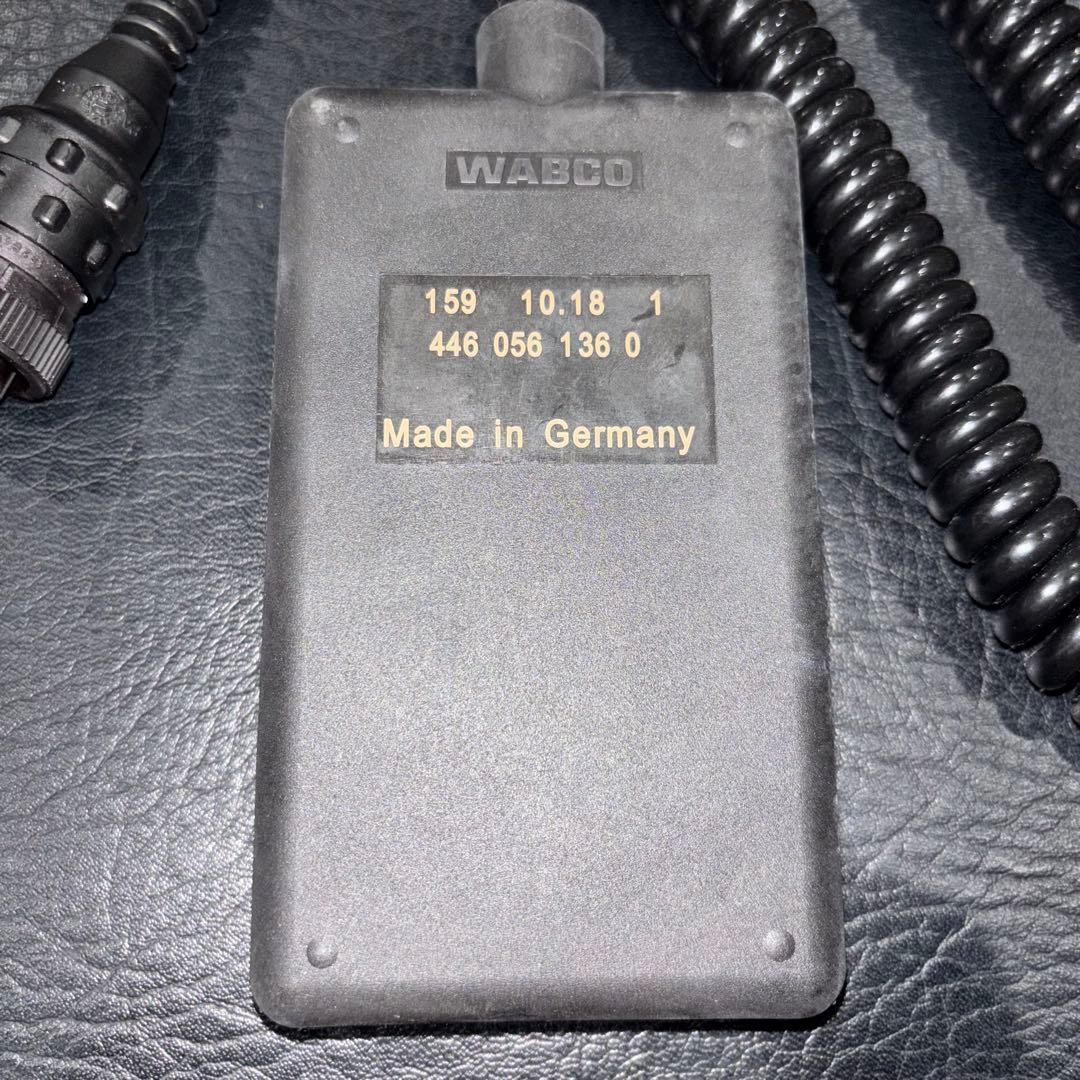 WABCO
159 10.18 1
446 056 136 0
Made in Germany